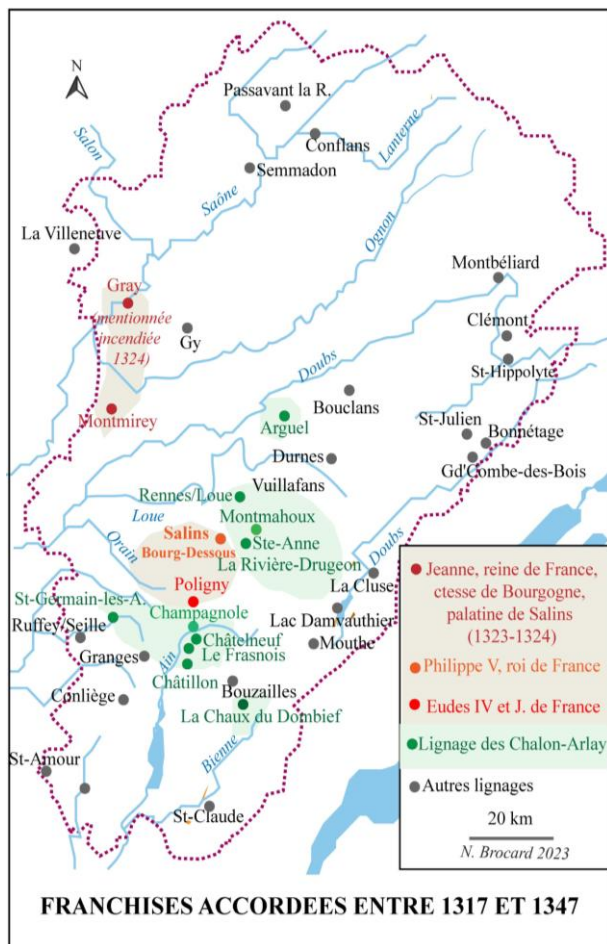 Passavant la R.
N
Conflans
Salon
Lanterne
Semmadon
Saône
Ognon
La Villeneuve
Montbéliard
Gray
(mentionnée
incendiée
1324)
Clémont
Gy
St-Hippolyte
Doubs
Bouclans
Montmirey
Arguel
St-Julien
Bonnétage
Durnes
Gd'Combe-des-Bois
Vuillafans
Rennes/Loue
Loue
Montmahoux
Orain
Salins
Bourg-Dessous
Ste-Anne
Doubs
La Rivière-Drugeon
La Cluse
Poligny
St-Germain-les-A.
Champagnole
Lac Damvauthier
Ruffey/Seille
Châtelneuf
Mouthe
Granges
Ain
Le Frasnois
Châtillon
Bouzailles
Conliège
La Chaux du Dombief
St-Amour
Bienne
St-Claude
Jeanne, reine de France,
ctesse de Bourgogne,
palatine de Salins
(1323-1324)
Philippe V, roi de France
Eudes IV et J. de France
Lignage des Chalon-Arlay
Autres lignages
20 km
N. Brocard 2023
FRANCHISES ACCORDEES ENTRE 1317 ET 1347